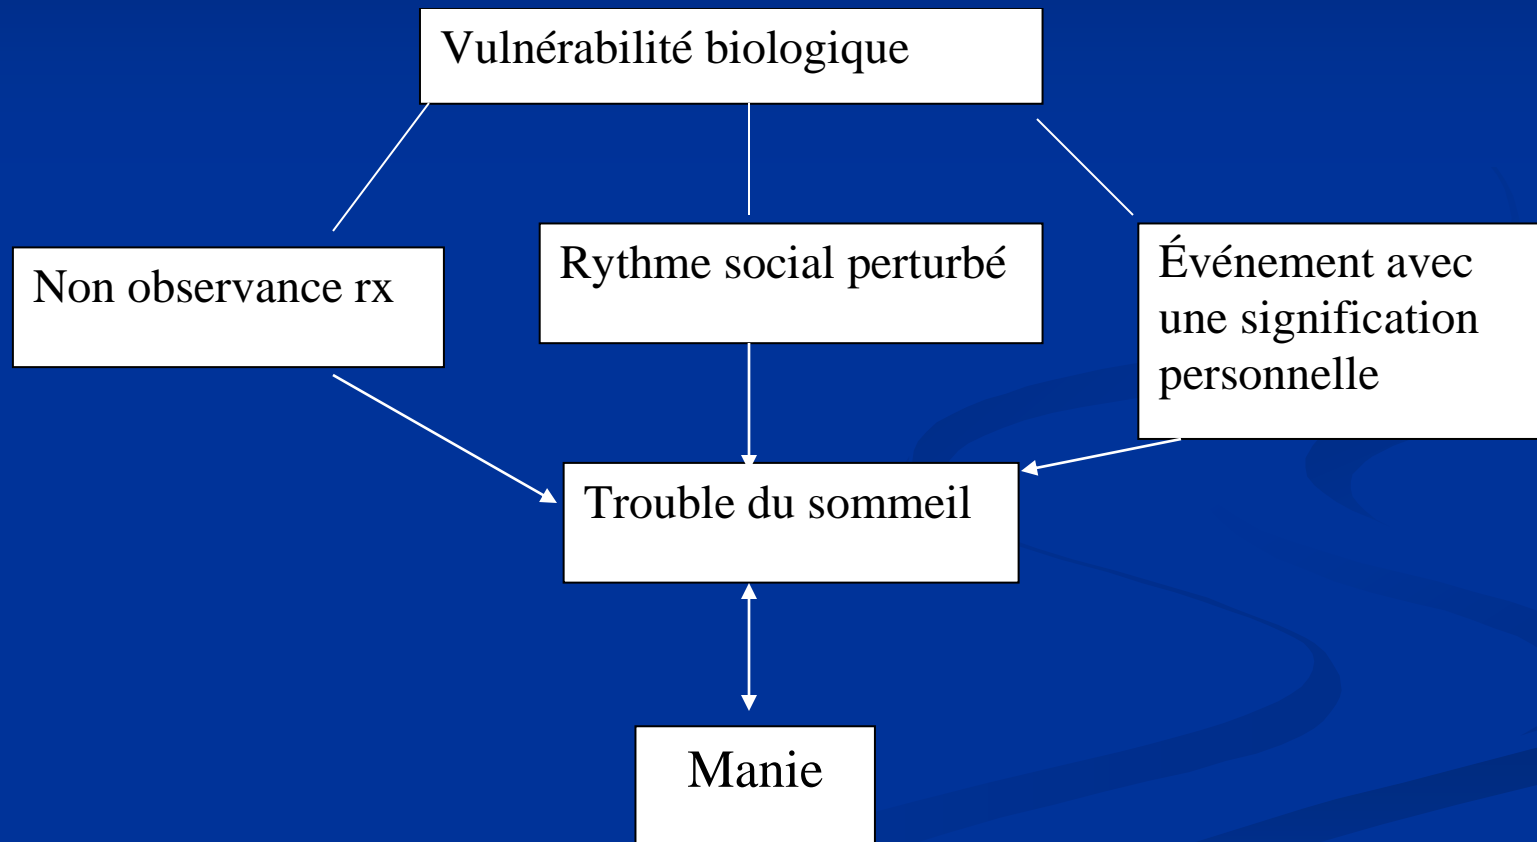 Vulnérabilité biologique
Non observance rx
Rythme social perturbé
Événement avec
une signification
personnelle
Trouble du sommeil
Manie